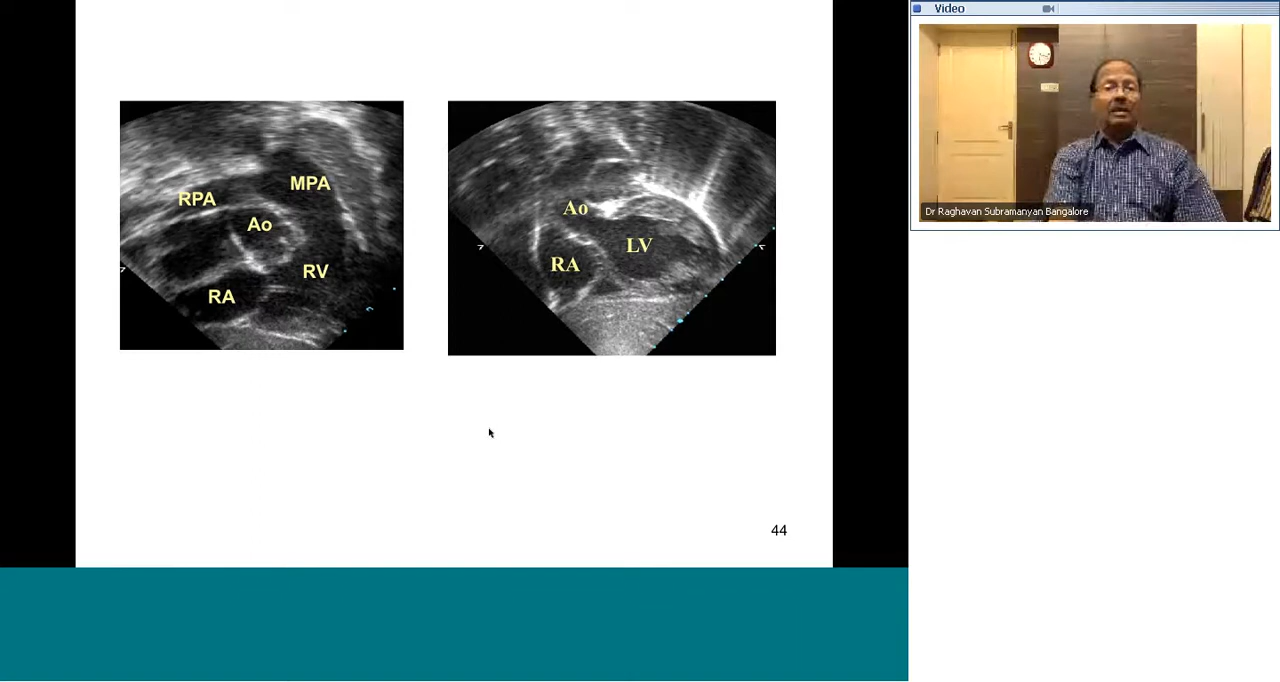 RPA
MPA
Ao
RV
RA
Ao
LV
RA
44
Video
Dr Raghavan Subramanyan Bangalore